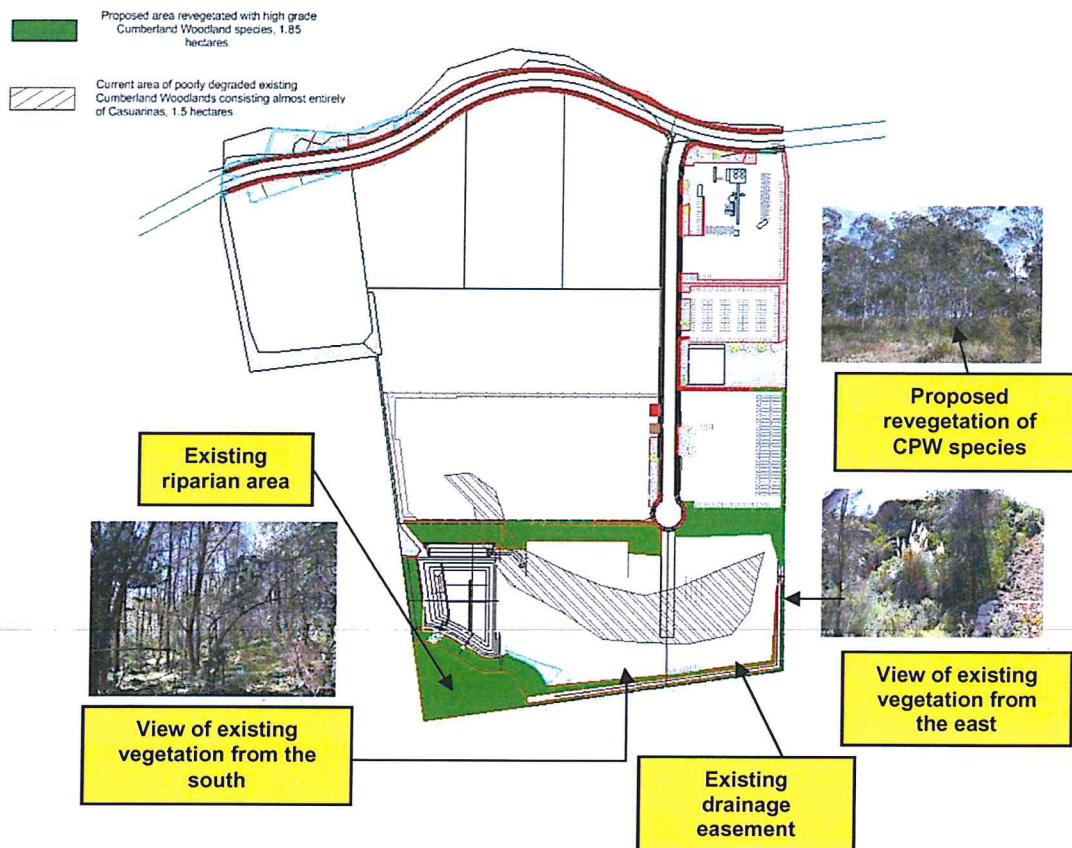 Proposed area revegetated with high grade
Cumberland Woodland species, 1.85
hectares.
Current area of poorly degraded existing
Cumberland Woodlands consisting almost entirely
of Casuarinas, 1.5 hectares
Proposed
revegetation of
CPW species
Existing
riparian area
View of existing
vegetation from the
south
View of existing
vegetation from
the east
Existing
drainage
easement